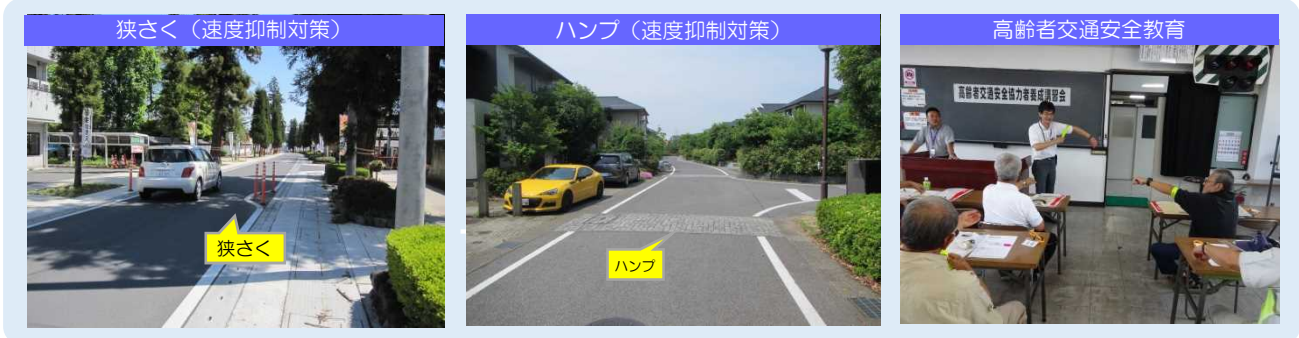 狭さく（速度抑制対策）
狭さく
ハンプ（速度抑制対策）
ハンプ
高齢者交通安全教育
高齢者交通安全協力者養成講習会